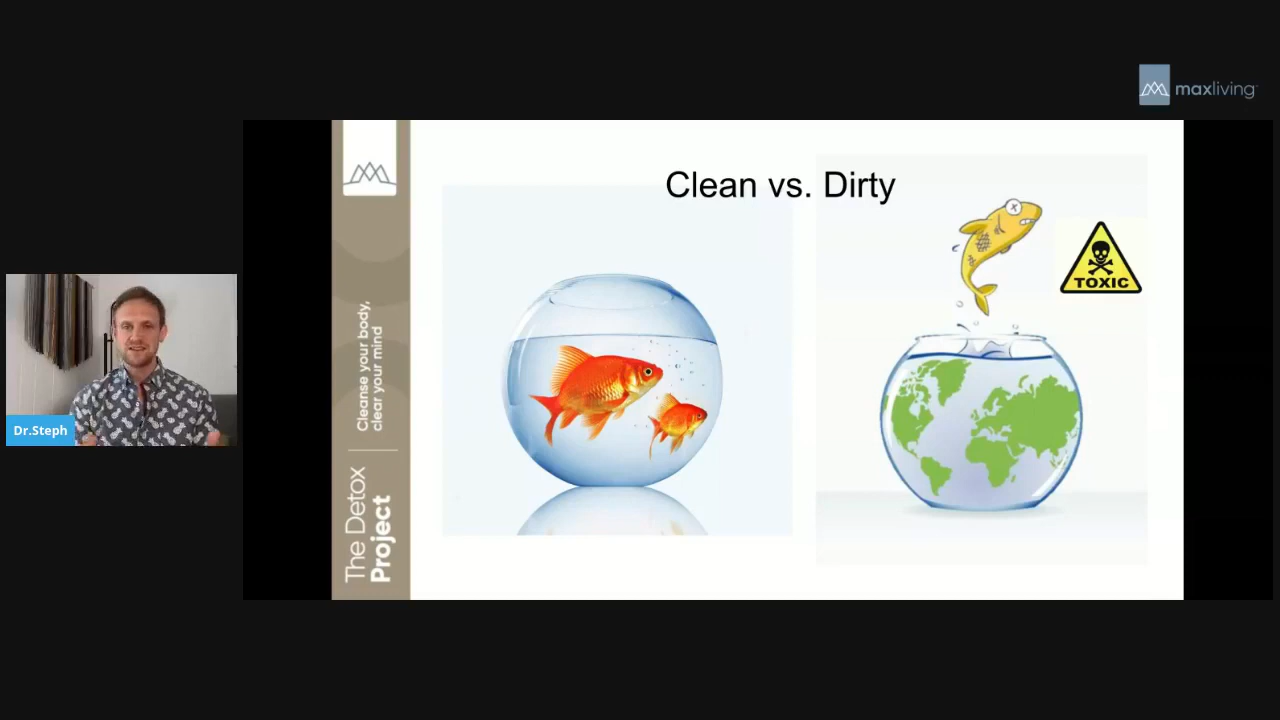 maxliving
Clean vs. Dirty
TOXIC
Cleanse your body,
clear your mind
The Detox
Project
Dr.Steph